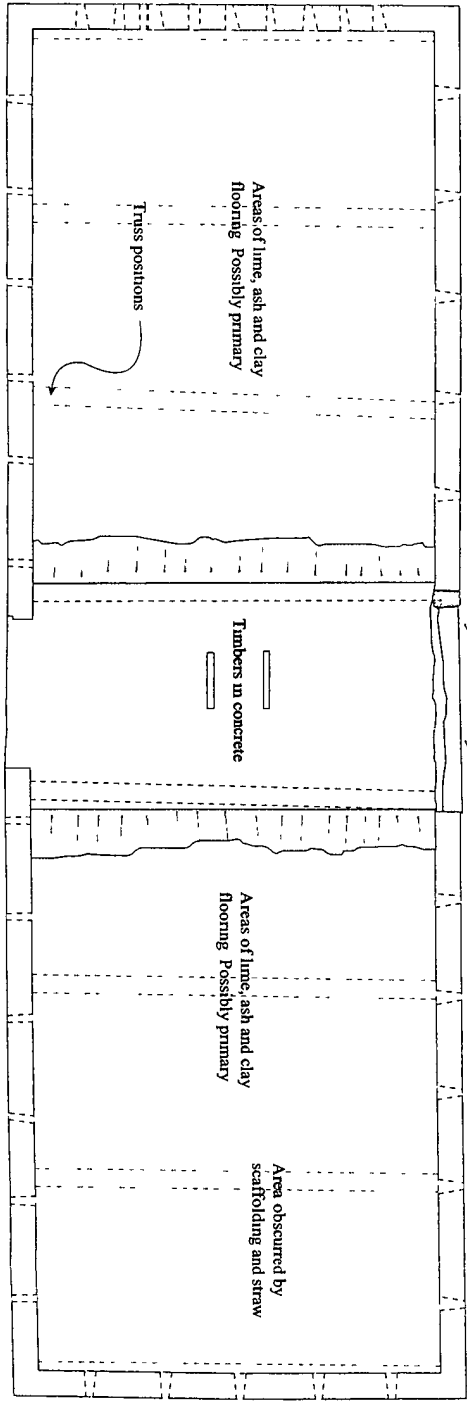 Areas of lime, ash and clay
flooring Possibly primary
Truss positions
Timbers in concrete
Areas of lime, ash and clay
flooring Possibly primary
Area obscurred by
scaffolding and straw